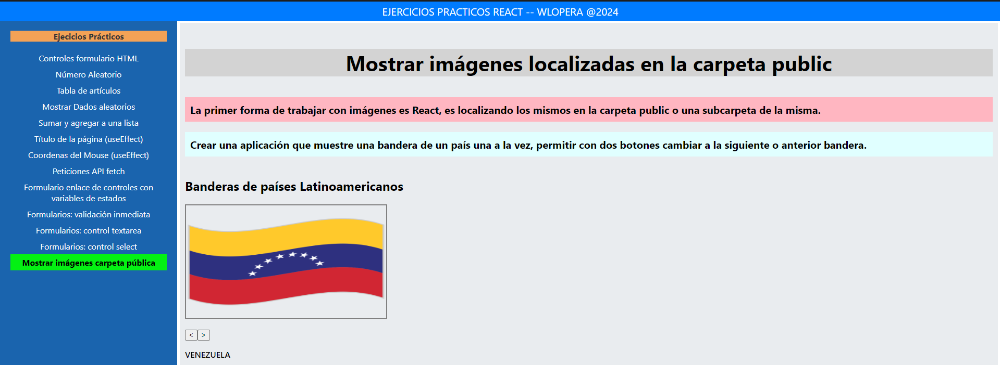 EJERCICIOS PRACTICOS REACT -- WLOPERA @2024
Ejecicios Prácticos
Controles formulario HTML
Número Aleatorio
Tabla de artículos
Mostrar Dados aleatorios
Sumar y agregar a una lista
Título de la página (useEffect)
Coordenas del Mouse (useEffect)
Peticiones API fetch
Formulario enlace de controles con
variables de estados
Formularios: validación inmediata
Formularios: control textarea
Formularios: control select
Mostrar imágenes carpeta pública
Mostrar imágenes localizadas en la carpeta public
La primer forma de trabajar con imágenes es React, es localizando los mismos en la carpeta public o una subcarpeta de la misma.
Crear una aplicación que muestre una bandera de un país una a la vez, permitir con dos botones cambiar a la siguiente o anterior bandera.
Banderas de países Latinoamericanos
< >
VENEZUELA